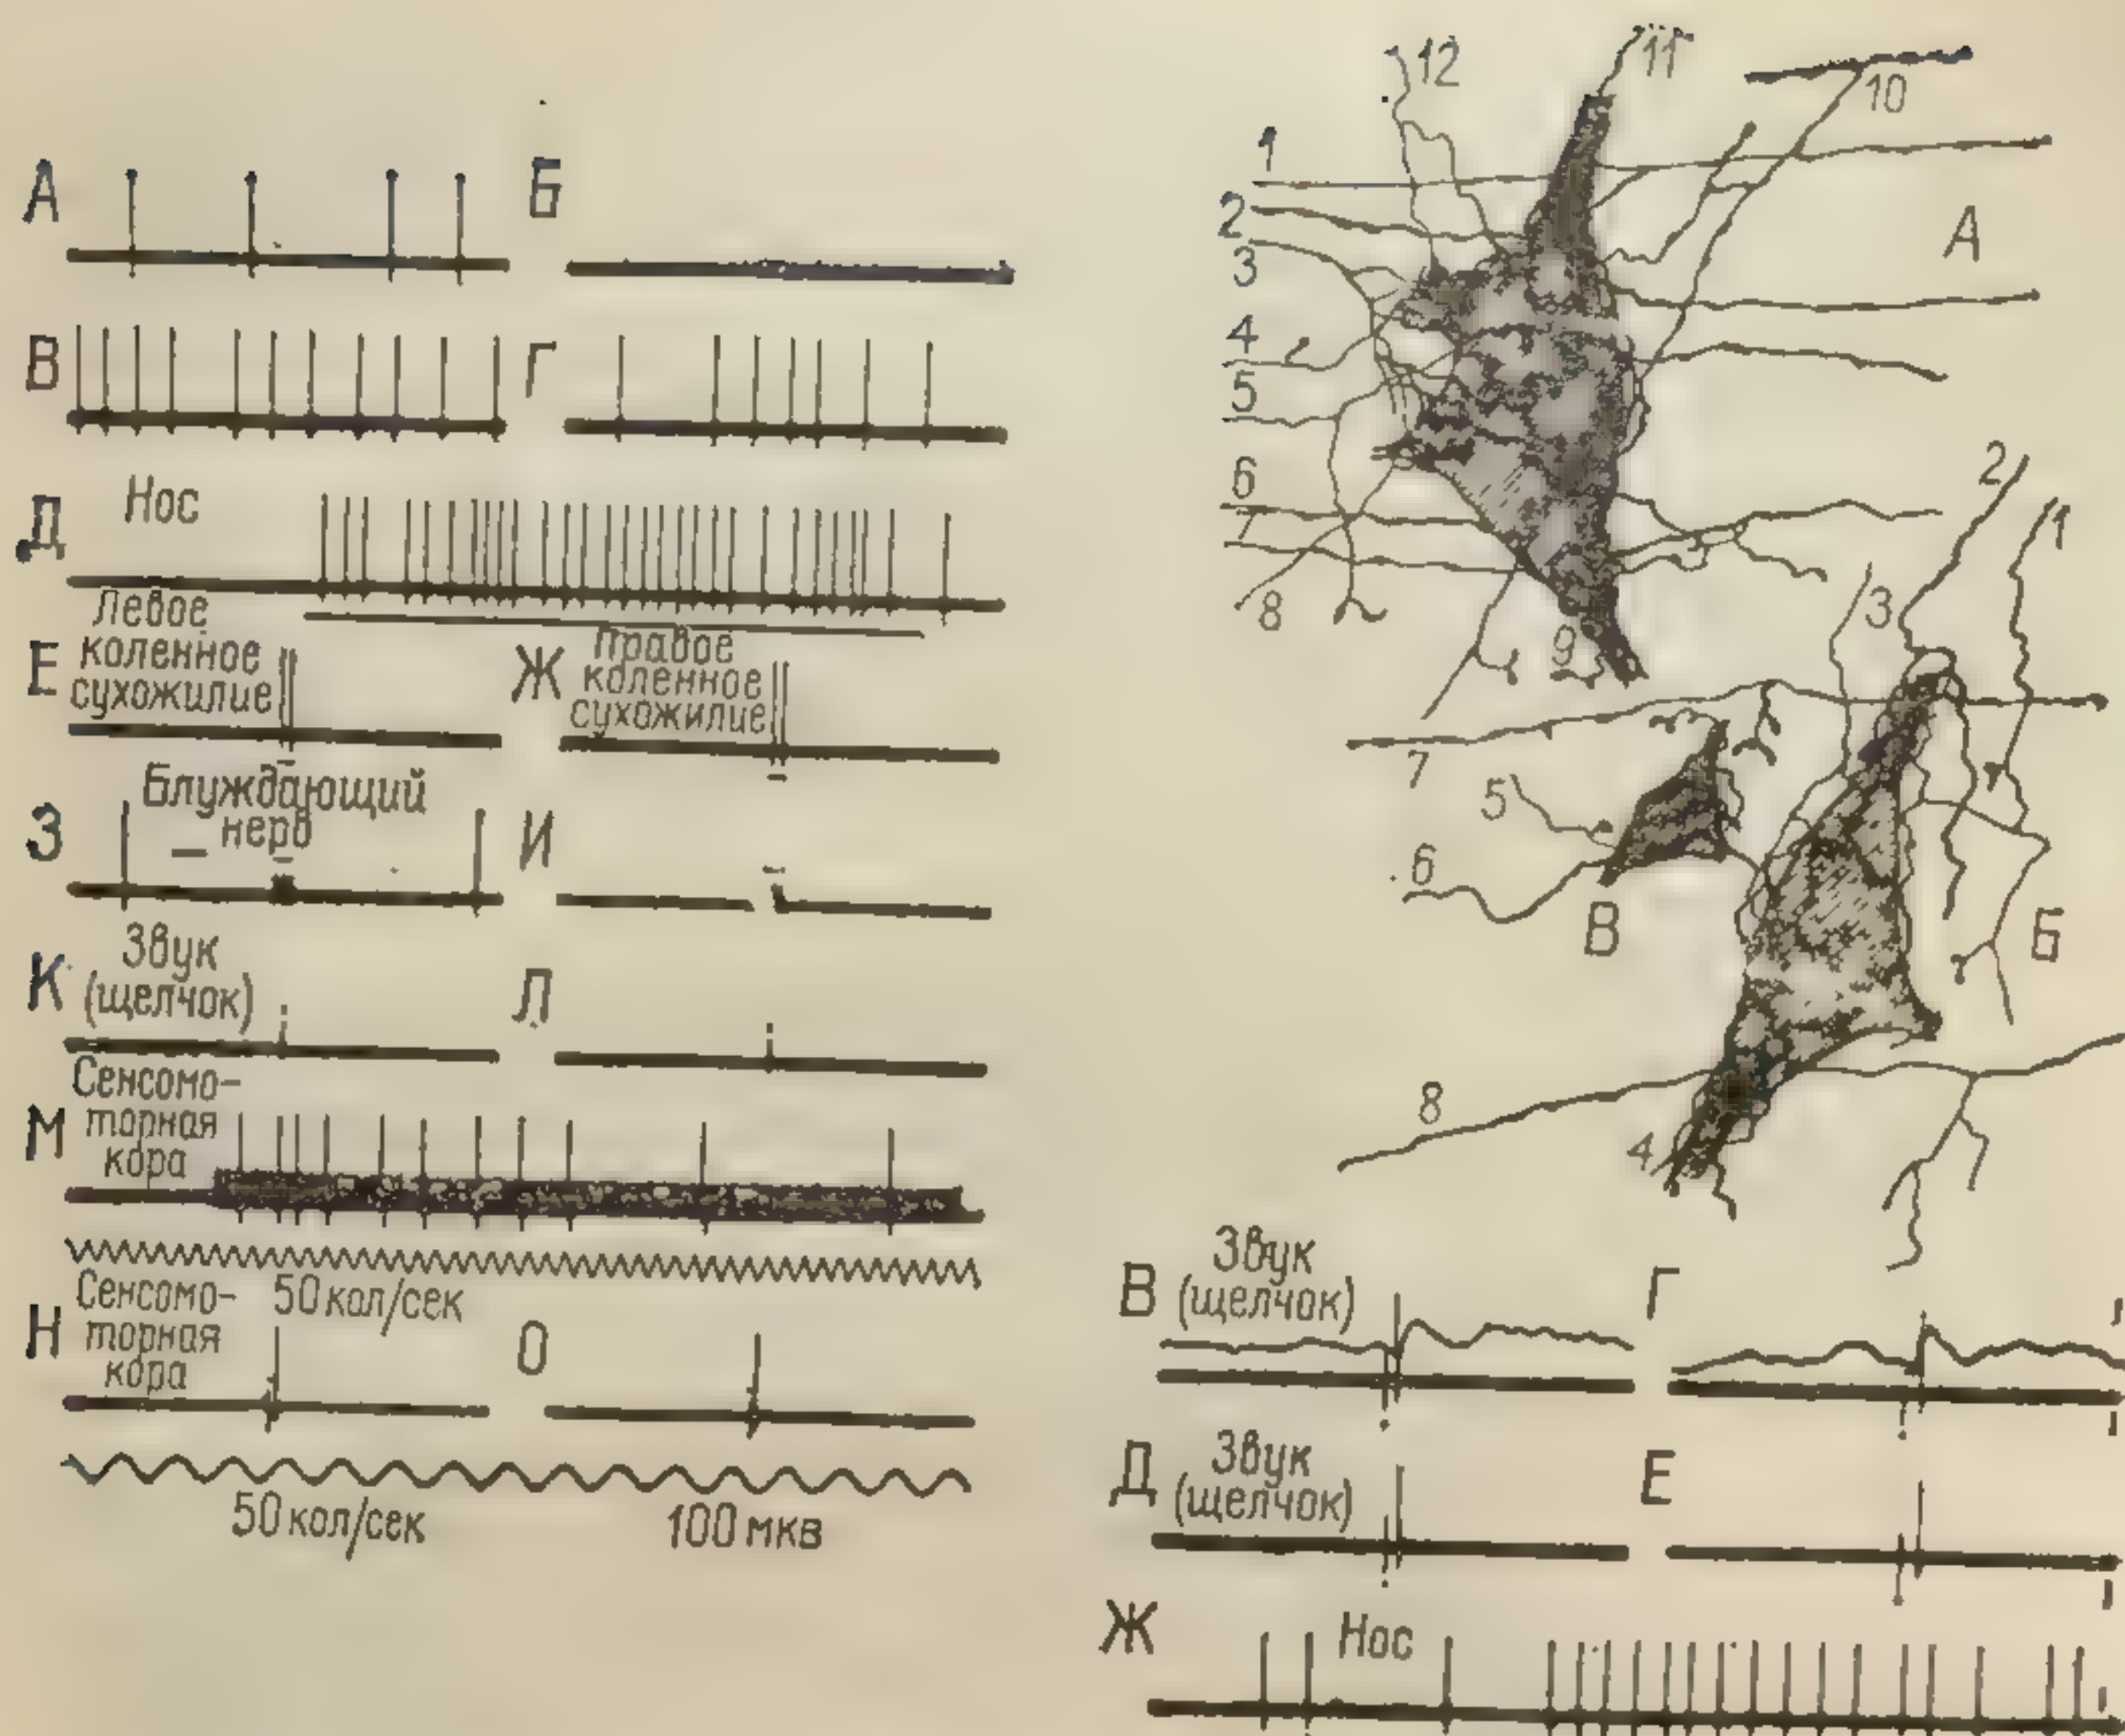 А
Б
В
Г
Д
Нос
Е
Левое
коленное
сухожилие
Ж
Правое
коленное
сухожилие
З
Блуждающий
нерв
И
К
Звук
(щелчок)
Л
М
Сенсомо-
торная
кора
50 кол/сек
Н
Сенсомо-
торная
кора
О
50 кол/сек
100 мкв
12
11
10
1
2
3
4
5
6
7
8
9
А
2
1
3
7
5
6
В
Б
8
4
В
Звук
(щелчок)
Г
Д
Звук
(щелчок)
Е
Ж
Нос